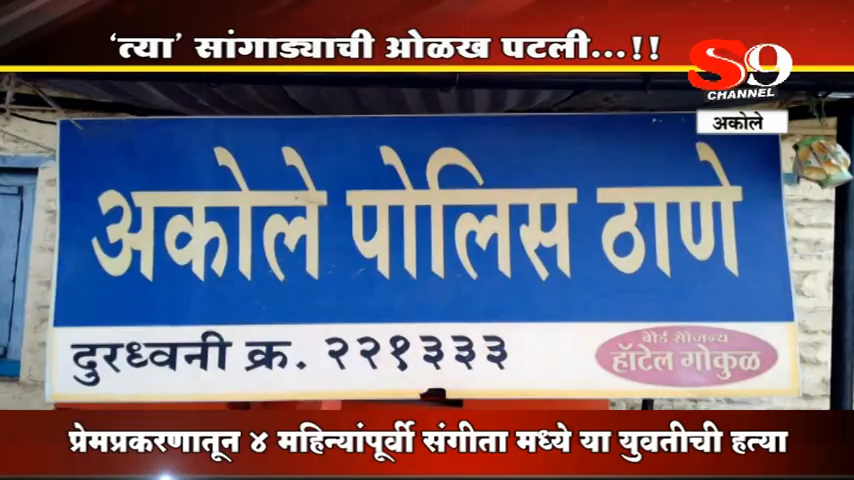 ‘त्या’ सांगाड्याची ओळख पटली...!!
S9
CHANNEL
अकोले
अकोले पोलिस ठाणे
दुरध्वनी क्र. २२१३३३
बोर्ड सौजन्य
हॉटेल गोकुळ
प्रेमप्रकरणातून ४ महिन्यांपूर्वी संगीता मध्ये या युवतीची हत्या